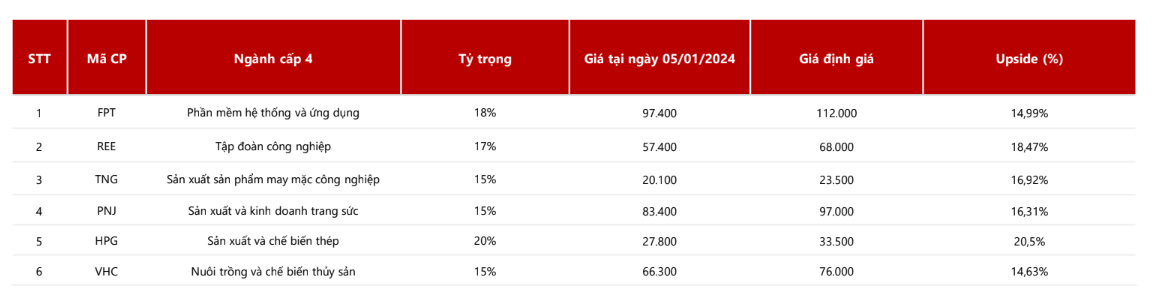 STT Mã CP Ngành cấp 4 Tỷ trọng Giá tại ngày 05/01/2024 Giá định giá Upside (%)
1 FPT Phần mềm hệ thống và ứng dụng 18% 97.400 112.000 14,99%
2 REE Tập đoàn công nghiệp 17% 57.400 68.000 18,47%
3 TNG Sản xuất sản phẩm may mặc công nghiệp 15% 20.100 23.500 16,92%
4 PNJ Sản xuất và kinh doanh trang sức 15% 83.400 97.000 16,31%
5 HPG Sản xuất và chế biến thép 20% 27.800 33.500 20,5%
6 VHC Nuôi trồng và chế biến thủy sản 15% 66.300 76.000 14,63%